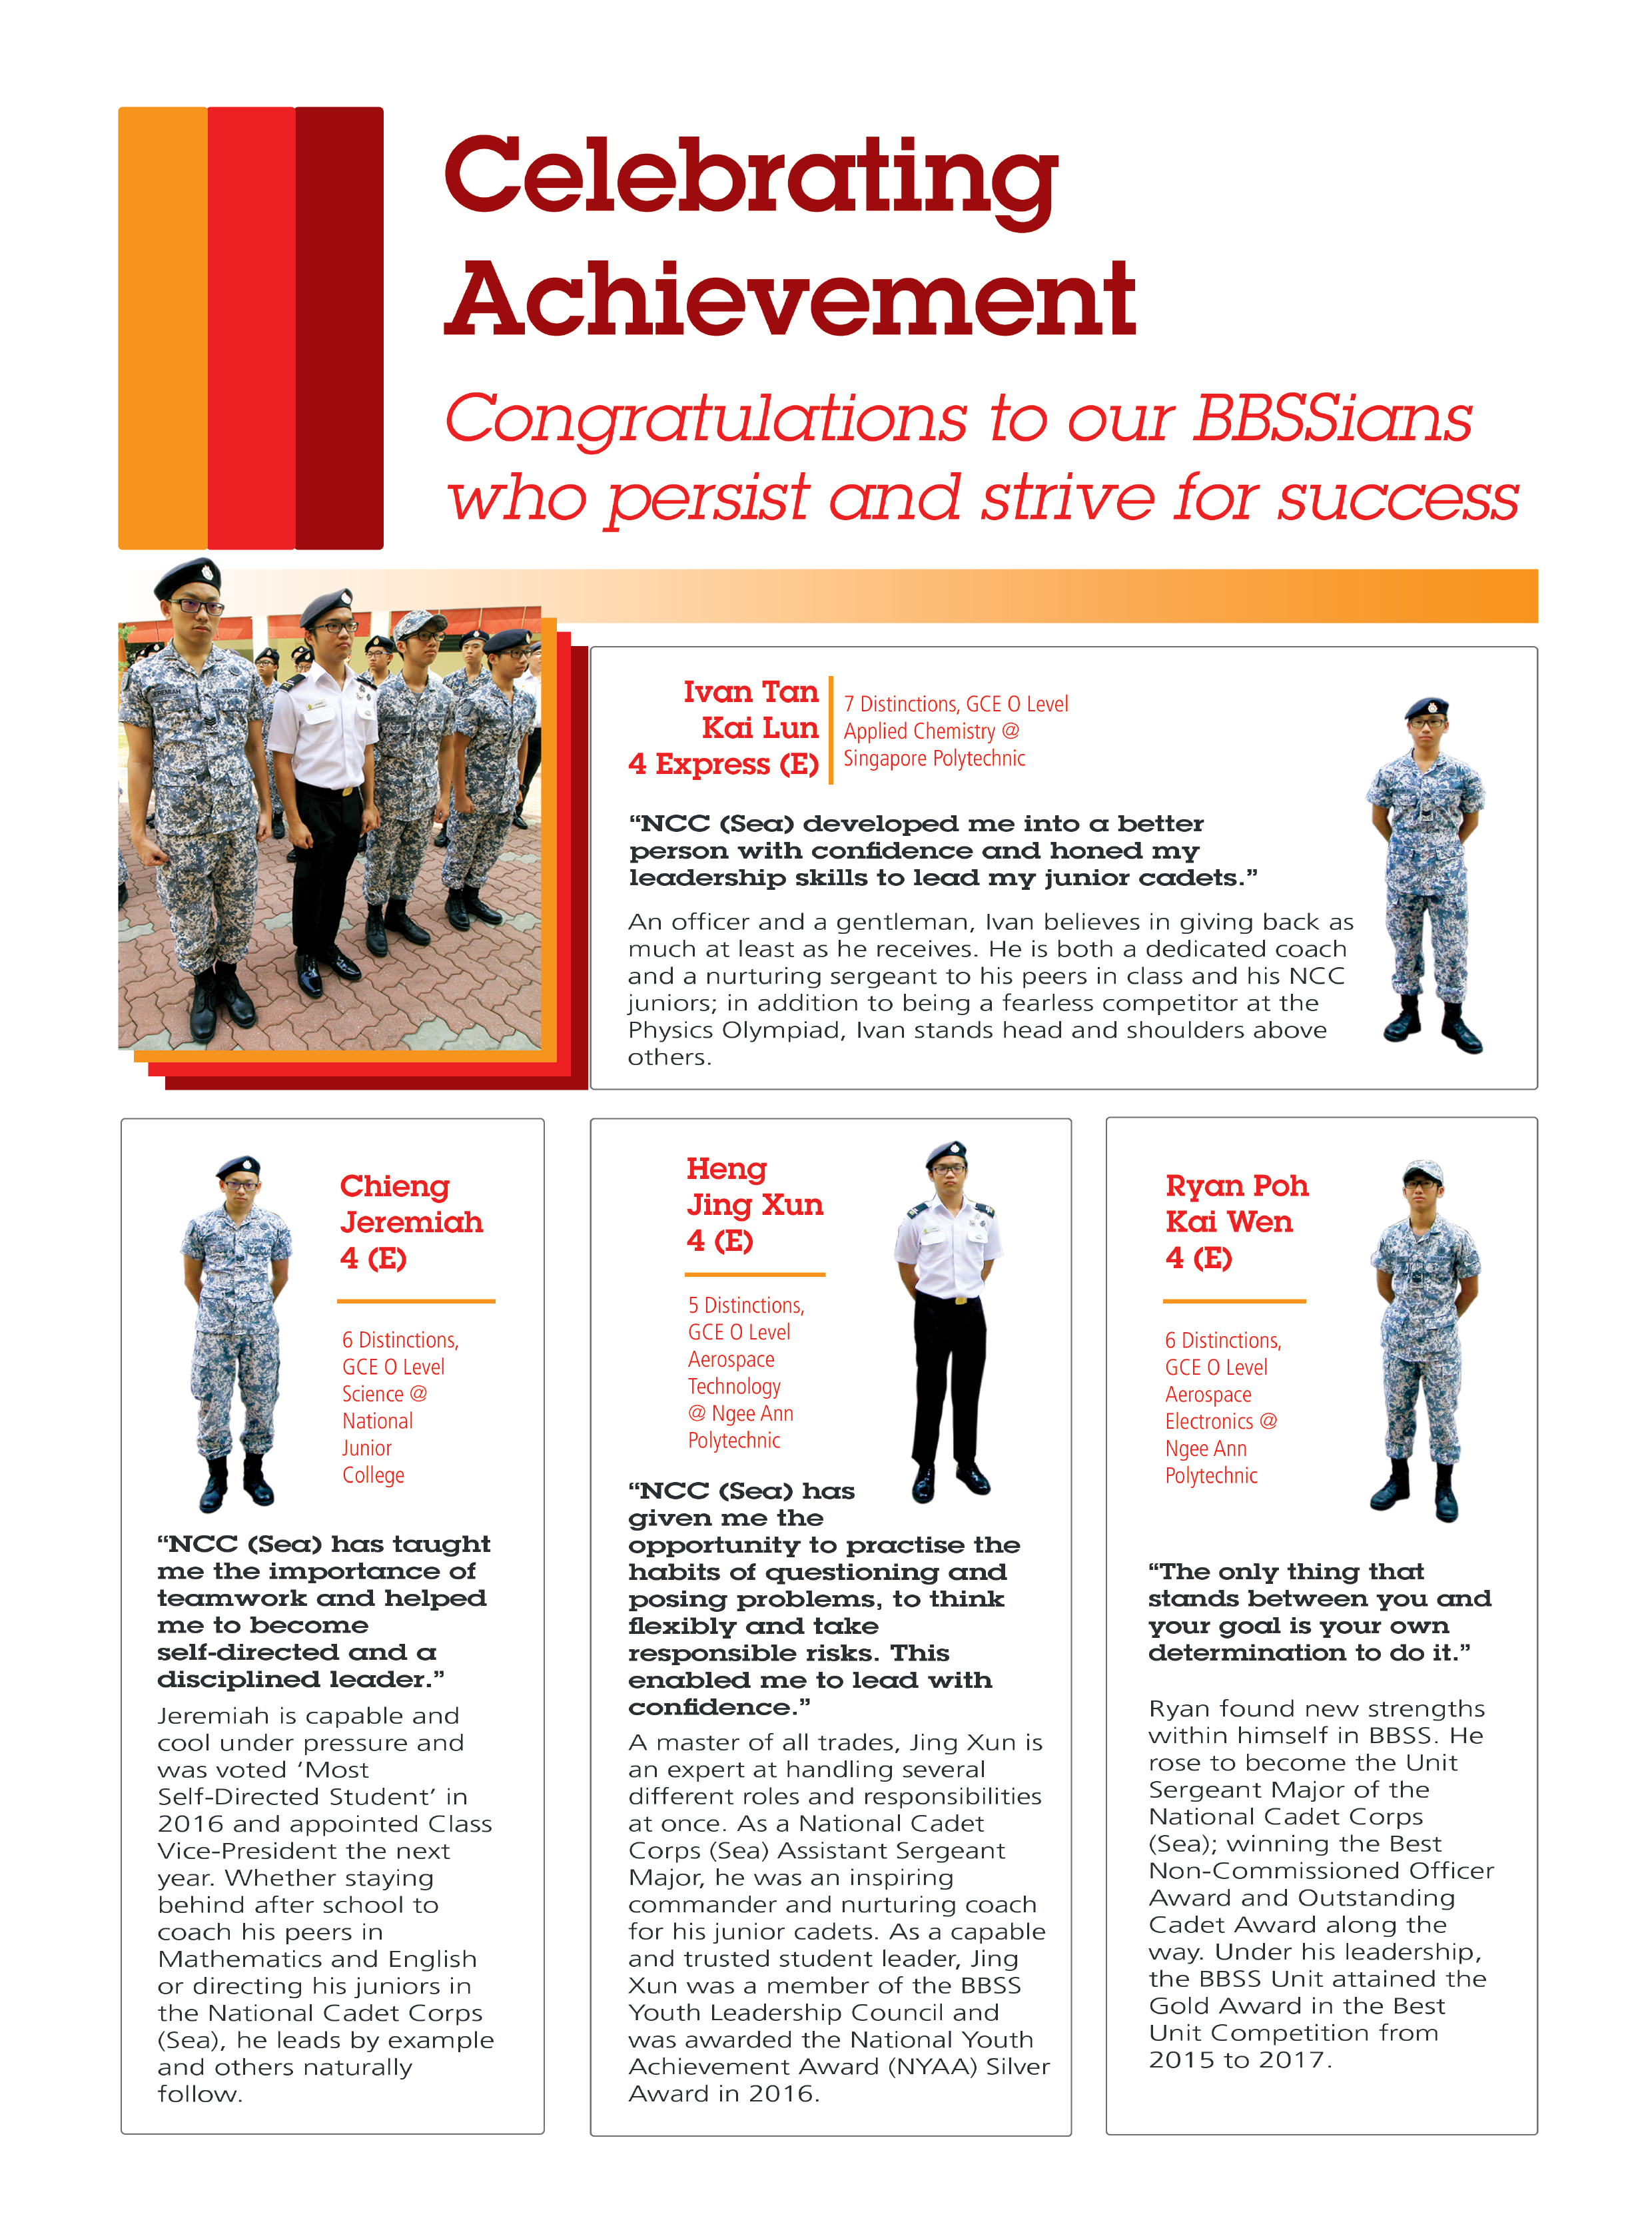 Celebrating
Achievement
Congratulations to our BBSSians
who persist and strive for success
JEREMIAH
SINGAPORE
Ivan Tan
Kai Lun
4 Express (E)
7 Distinctions, GCE O Level
Applied Chemistry @
Singapore Polytechnic
“NCC (Sea) developed me into a better
person with confidence and honed my
leadership skills to lead my junior cadets.”
An officer and a gentleman, Ivan believes in giving back as
much at least as he receives. He is both a dedicated coach
and a nurturing sergeant to his peers in class and his NCC
juniors; in addition to being a fearless competitor at the
Physics Olympiad, Ivan stands head and shoulders above
others.
Chieng
Jeremiah
4 (E)
6 Distinctions,
GCE O Level
Science @
National
Junior
College
“NCC (Sea) has taught
me the importance of
teamwork and helped
me to become
self-directed and a
disciplined leader.”
Jeremiah is capable and
cool under pressure and
was voted ‘Most
Self-Directed Student’ in
2016 and appointed Class
Vice-President the next
year. Whether staying
behind after school to
coach his peers in
Mathematics and English
or directing his juniors in
the National Cadet Corps
(Sea), he leads by example
and others naturally
follow.
Heng
Jing Xun
4 (E)
5 Distinctions,
GCE O Level
Aerospace
Technology
@ Ngee Ann
Polytechnic
“NCC (Sea) has
given me the
opportunity to practise the
habits of questioning and
posing problems, to think
flexibly and take
responsible risks. This
enabled me to lead with
confidence.”
A master of all trades, Jing Xun is
an expert at handling several
different roles and responsibilities
at once. As a National Cadet
Corps (Sea) Assistant Sergeant
Major, he was an inspiring
commander and nurturing coach
for his junior cadets. As a capable
and trusted student leader, Jing
Xun was a member of the BBSS
Youth Leadership Council and
was awarded the National Youth
Achievement Award (NYAA) Silver
Award in 2016.
Ryan Poh
Kai Wen
4 (E)
6 Distinctions,
GCE O Level
Aerospace
Electronics @
Ngee Ann
Polytechnic
“The only thing that
stands between you and
your goal is your own
determination to do it.”
Ryan found new strengths
within himself in BBSS. He
rose to become the Unit
Sergeant Major of the
National Cadet Corps
(Sea); winning the Best
Non-Commissioned Officer
Award and Outstanding
Cadet Award along the
way. Under his leadership,
the BBSS Unit attained the
Gold Award in the Best
Unit Competition from
2015 to 2017.